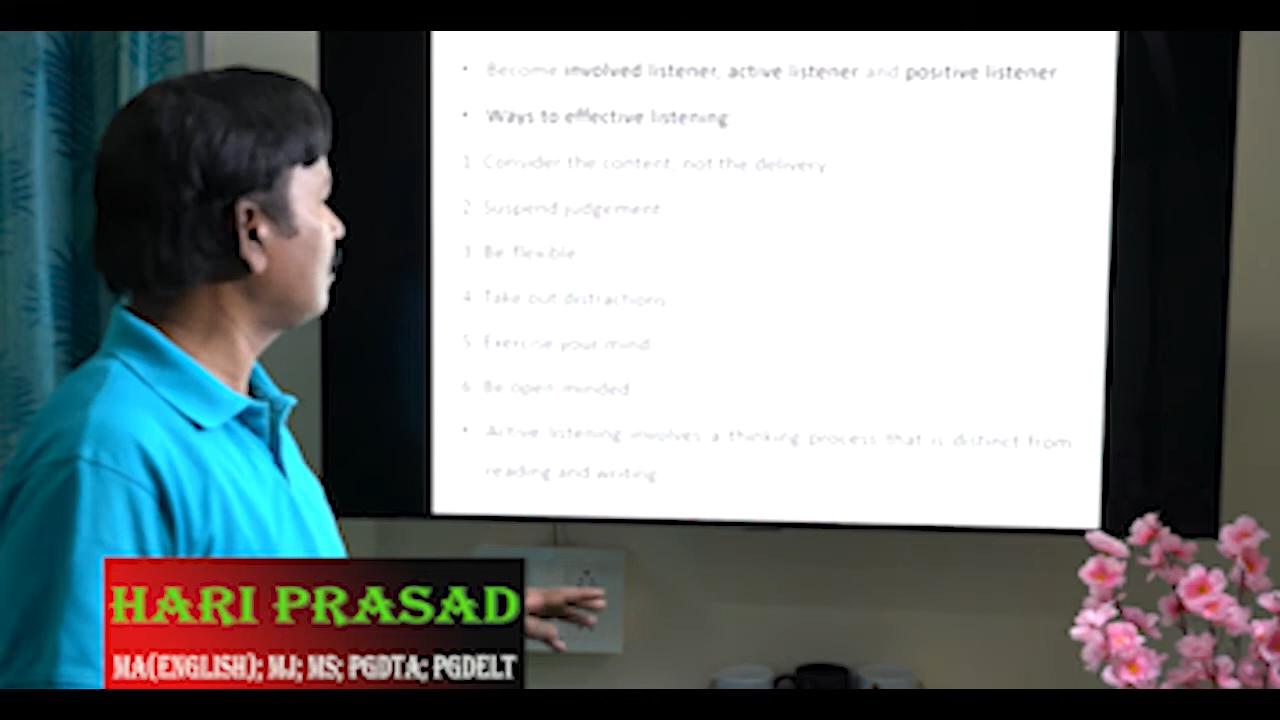 • Become involved listener, active listener and positive listener
• Ways to effective listening:
1. Consider the content, not the delivery
2. Suspend judgement
3. Be flexible
4. Take out distractions
5. Exercise your mind
6. Be open minded
• Active listening involves a thinking process that is distinct from
reading and writing
HARI PRASAD
MA(ENGLISH); MJ; MS; PGDTA; PGDELT